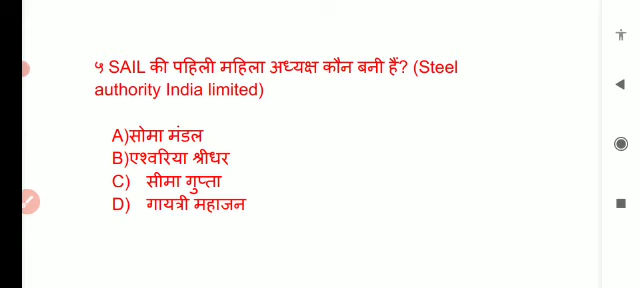 ५ SAIL की पहिली महिला अध्यक्ष कौन बनी हैं? (Steel
authority India limited)
A)सोमा मंडल
B)एश्वरिया श्रीधर
C) सीमा गुप्ता
D) गायत्री महाजन